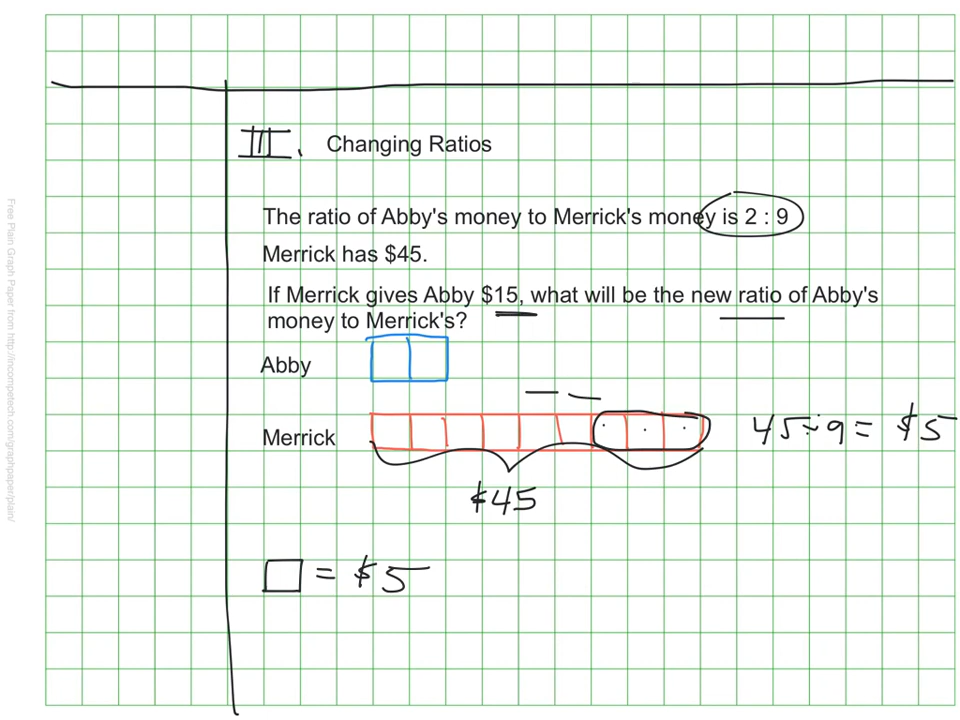 III. Changing Ratios
The ratio of Abby's money to Merrick's money is 2 : 9
Merrick has $45.
If Merrick gives Abby $15, what will be the new ratio of Abby's
money to Merrick's?
Abby
Merrick
45÷9= $5
$45
□ = $5
Free Plain Graph Paper from http://incompetech.com/graphpaper/plain/